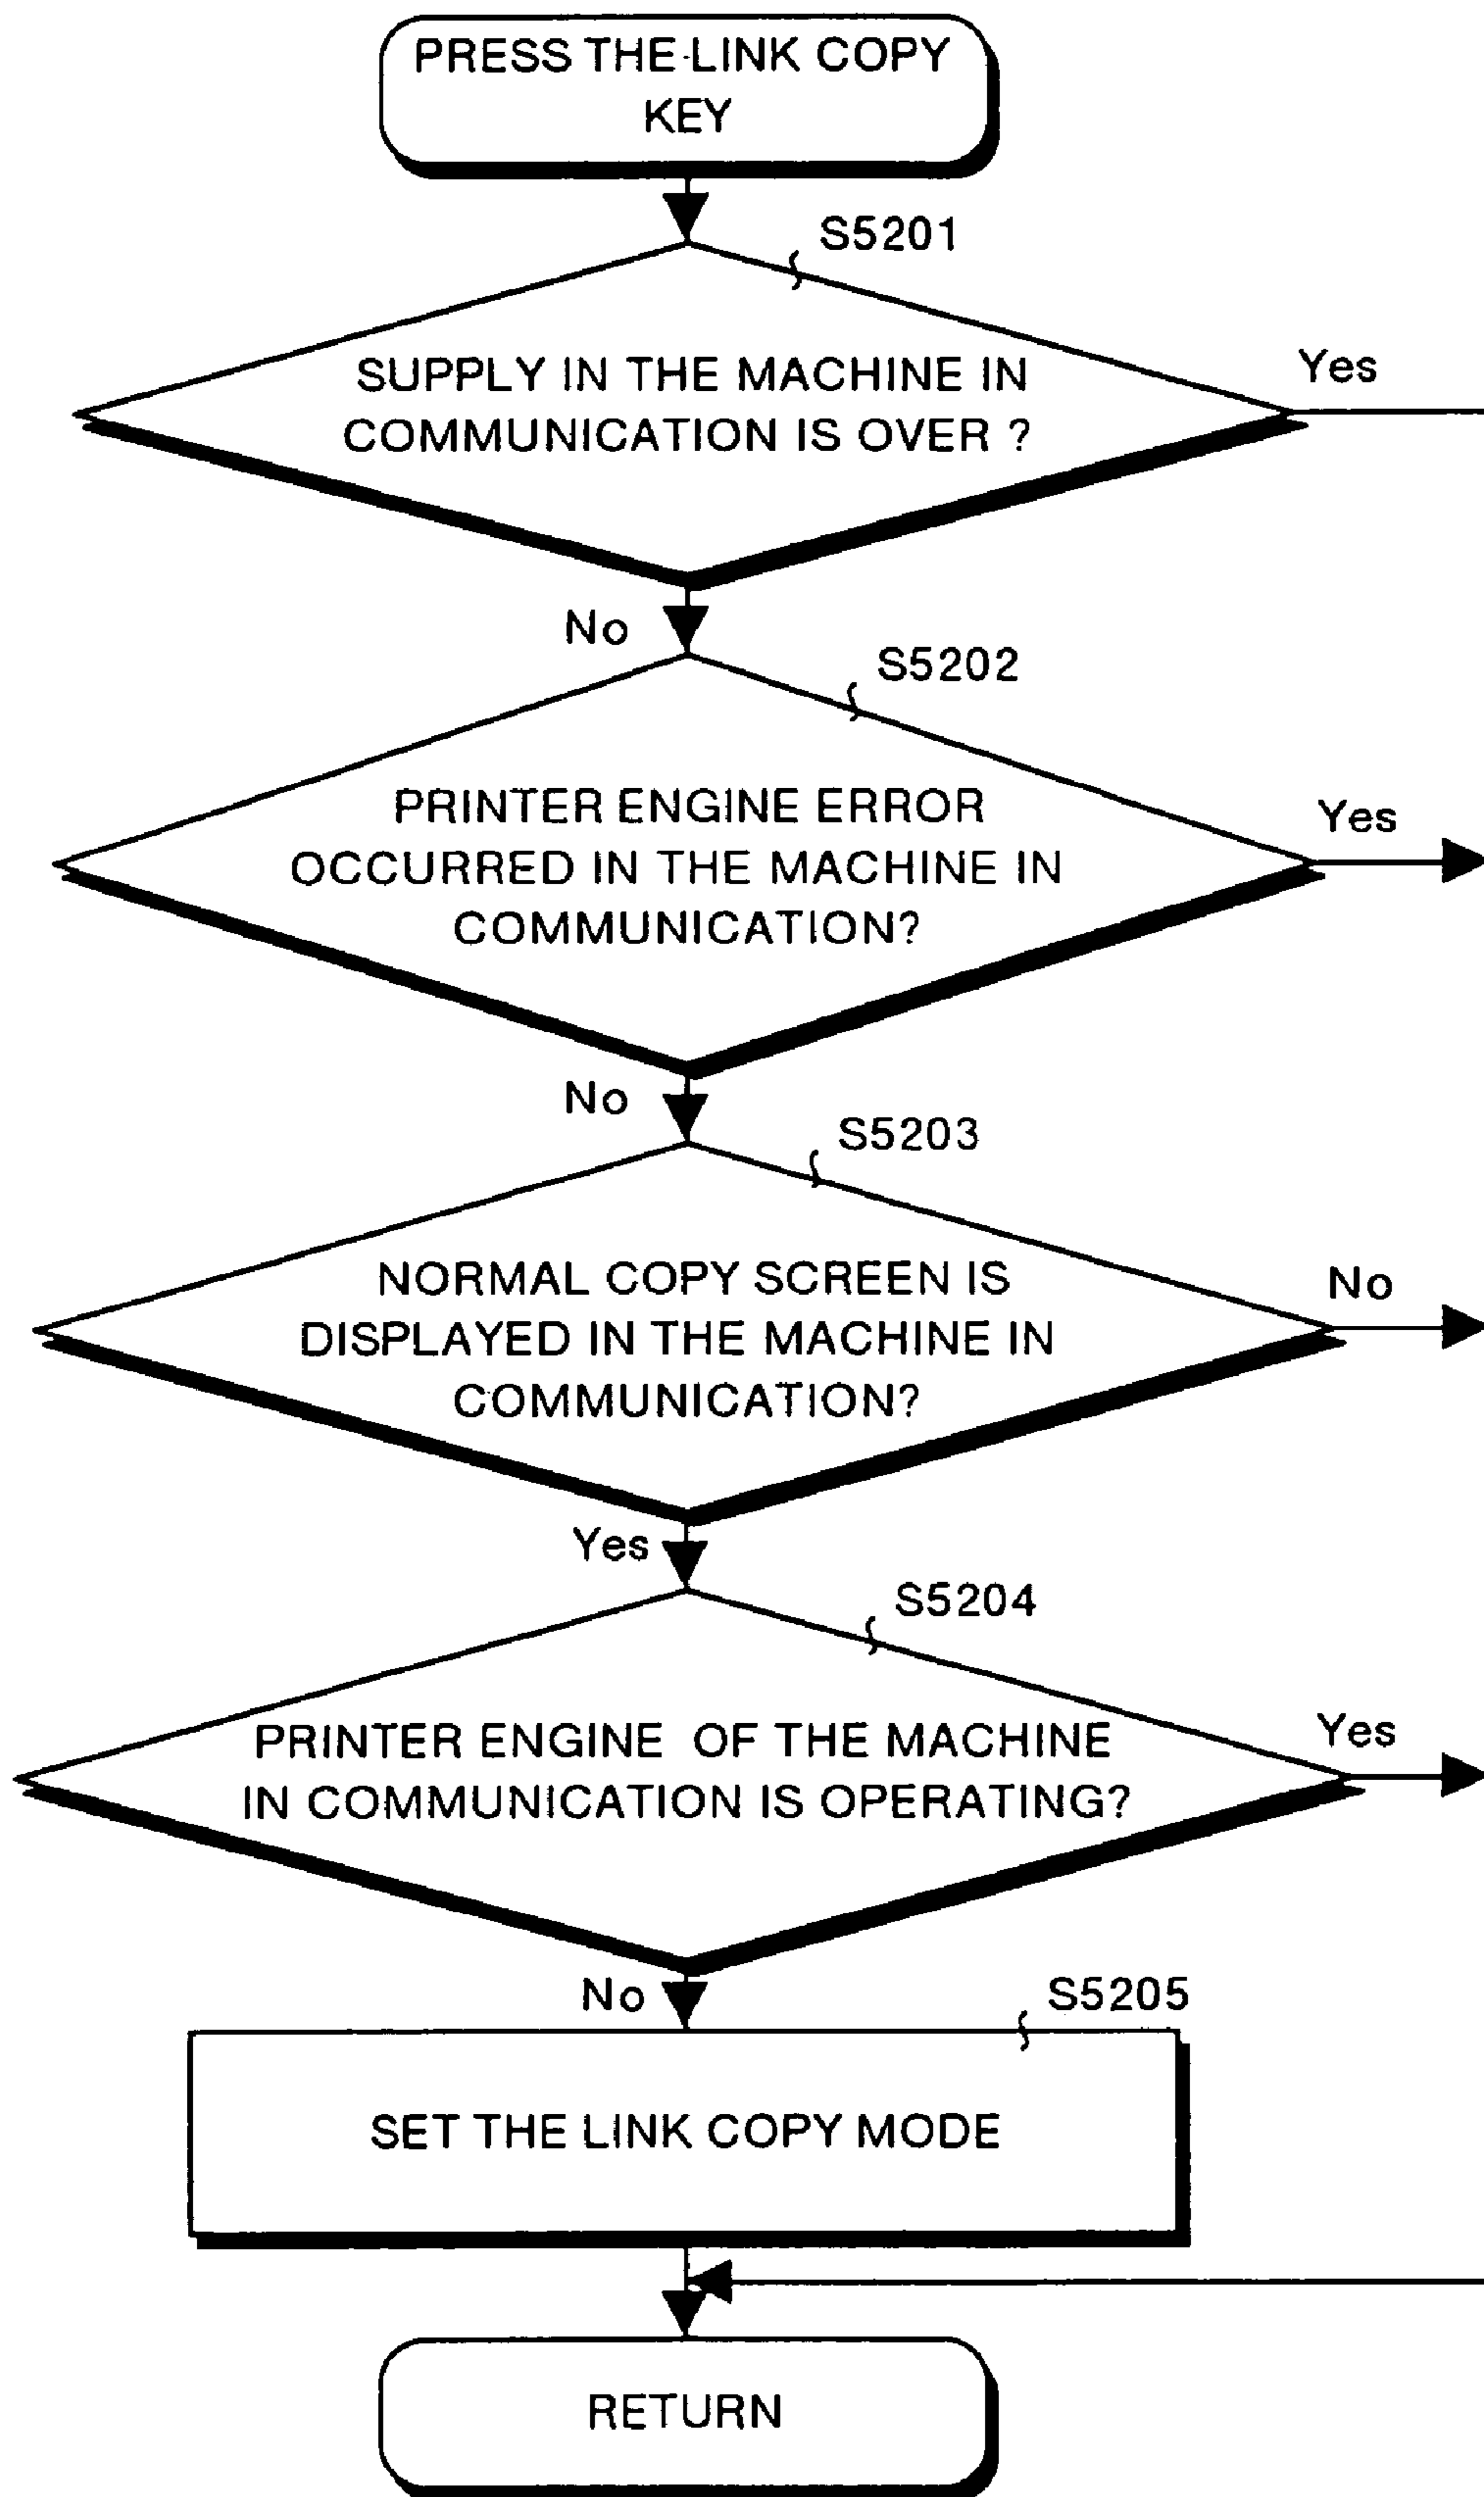 PRESS THE LINK COPY
KEY
S5201
SUPPLY IN THE MACHINE IN
COMMUNICATION IS OVER ?
Yes
No
S5202
PRINTER ENGINE ERROR
OCCURRED IN THE MACHINE IN
COMMUNICATION?
Yes
No
S5203
NORMAL COPY SCREEN IS
DISPLAYED IN THE MACHINE IN
COMMUNICATION?
No
Yes
S5204
PRINTER ENGINE OF THE MACHINE
IN COMMUNICATION IS OPERATING?
Yes
No
S5205
SET THE LINK COPY MODE
RETURN